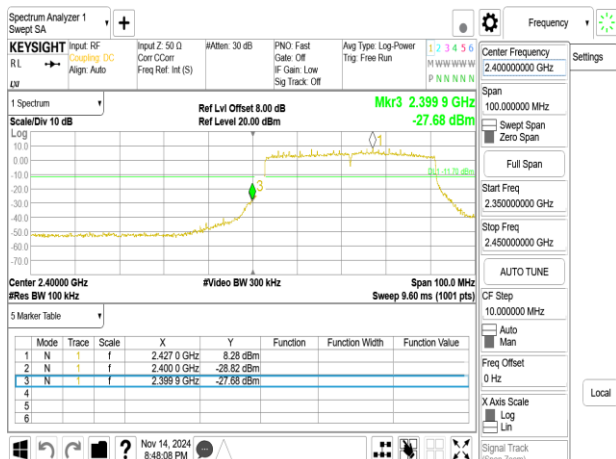 Spectrum Analyzer 1
Swept SA
+
Frequency
KEYSIGHT
RL
Input: RF
Coupling: DC
Align: Auto
Input Z: 50 Ω
Corr CCorr
Freq Ref: Int (S)
#Atten: 30 dB
PNO: Fast
Gate: Off
IF Gain: Low
Sig Track: Off
Avg Type: Log-Power
Trig: Free Run
1 2 3 4 5 6
M W W W W W
P N N N N N
1 Spectrum
Scale/Div 10 dB
Ref Lvl Offset 8.00 dB
Ref Level 20.00 dBm
Mkr3 2.399 9 GHz
-27.68 dBm
Log
10.0
0.00
-10.0
-20.0
-30.0
-40.0
-50.0
-60.0
-70.0
1
3
DL1 -11.70 dBm
Center 2.40000 GHz
#Video BW 300 kHz
Span 100.0 MHz
#Res BW 100 kHz
Sweep 9.60 ms (1001 pts)
5 Marker Table
Mode Trace Scale X Y Function Function Width Function Value
1 N 1 f 2.427 0 GHz 8.28 dBm
2 N 1 f 2.400 0 GHz -28.82 dBm
3 N 1 f 2.399 9 GHz -27.68 dBm
4
5
6
Nov 14, 2024
8:48:08 PM
Center Frequency
2.400000000 GHz
Settings
Span
100.000000 MHz
Swept Span
Zero Span
Full Span
Start Freq
2.350000000 GHz
Stop Freq
2.450000000 GHz
AUTO TUNE
CF Step
10.000000 MHz
Auto
Man
Freq Offset
0 Hz
X Axis Scale
Log
Lin
Local
Signal Track